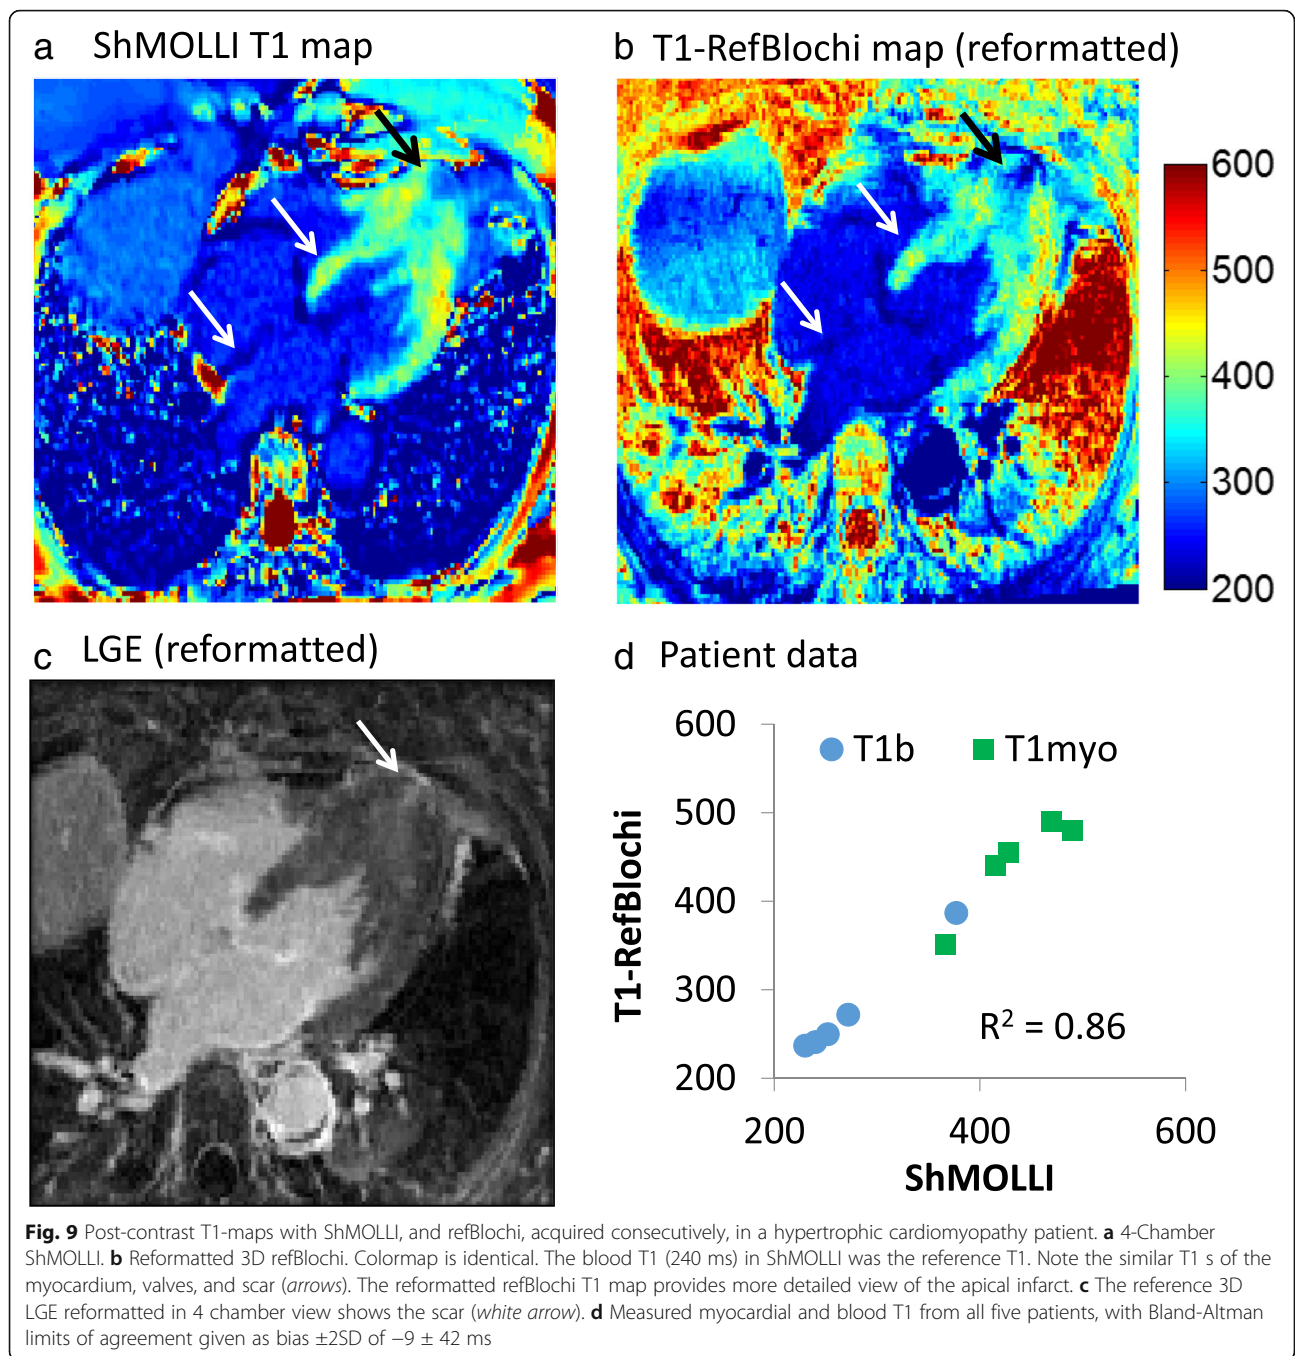 a ShMOLLI T1 map
b T1-RefBlochi map (reformatted)
600
500
400
300
200
c LGE (reformatted)
d Patient data
600
500
400
300
200
T1b
T1myo
R² = 0.86
T1-RefBlochi
200
400
600
ShMOLLI
Fig. 9 Post-contrast T1-maps with ShMOLLI, and refBlochi, acquired consecutively, in a hypertrophic cardiomyopathy patient. a 4-Chamber
ShMOLLI. b Reformatted 3D refBlochi. Colormap is identical. The blood T1 (240 ms) in ShMOLLI was the reference T1. Note the similar T1 s of the
myocardium, valves, and scar (arrows). The reformatted refBlochi T1 map provides more detailed view of the apical infarct. c The reference 3D
LGE reformatted in 4 chamber view shows the scar (white arrow). d Measured myocardial and blood T1 from all five patients, with Bland-Altman
limits of agreement given as bias ±2SD of −9 ± 42 ms